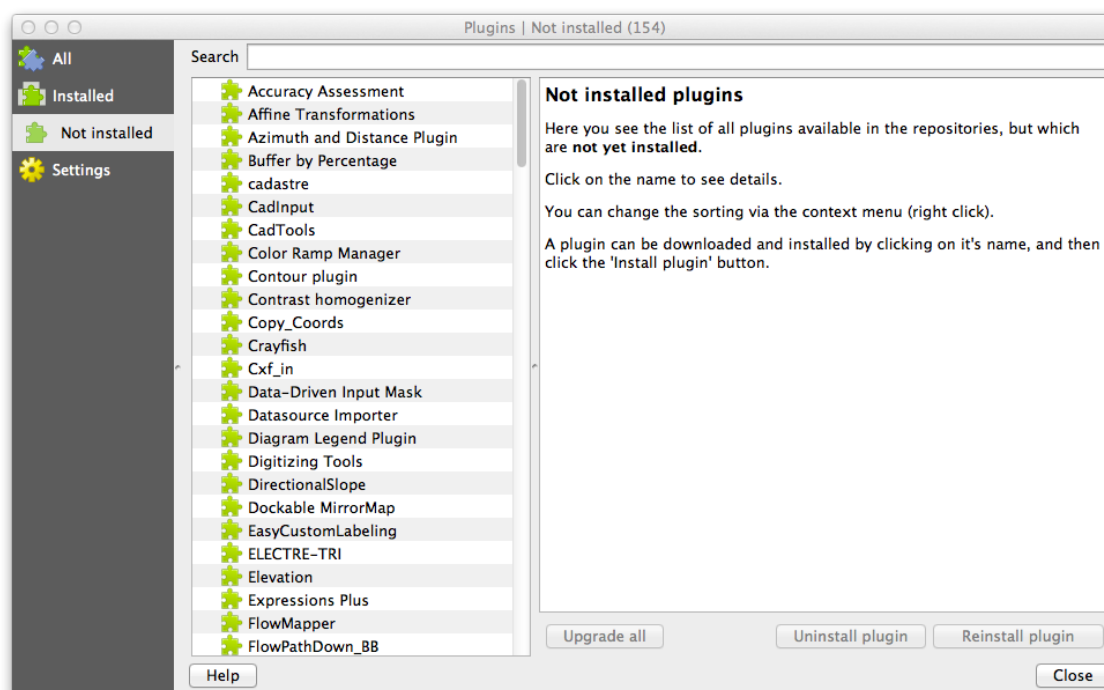 Plugins | Not installed (154)
All
Installed
Not installed
Settings
Search
Accuracy Assessment
Affine Transformations
Azimuth and Distance Plugin
Buffer by Percentage
cadastre
CadInput
CadTools
Color Ramp Manager
Contour plugin
Contrast homogenizer
Copy_Coords
Crayfish
Cxf_in
Data-Driven Input Mask
Datasource Importer
Diagram Legend Plugin
Digitizing Tools
DirectionalSlope
Dockable MirrorMap
EasyCustomLabeling
ELECTRE-TRI
Elevation
Expressions Plus
FlowMapper
FlowPathDown_BB
Not installed plugins
Here you see the list of all plugins available in the repositories, but which
are not yet installed.
Click on the name to see details.
You can change the sorting via the context menu (right click).
A plugin can be downloaded and installed by clicking on it's name, and then
click the 'Install plugin' button.
Upgrade all
Uninstall plugin
Reinstall plugin
Help
Close